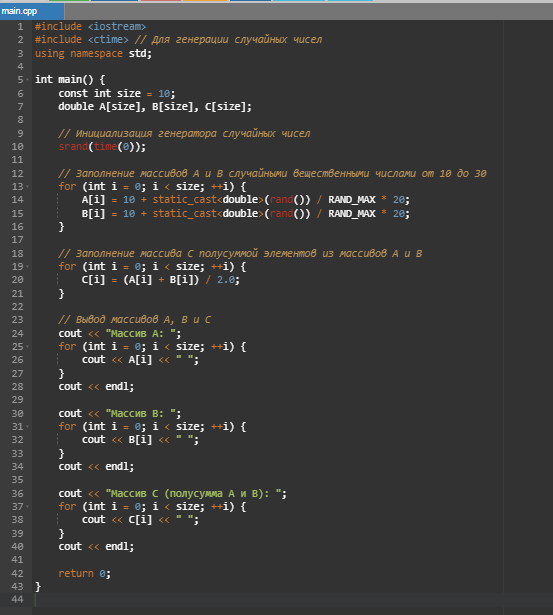 main.cpp
1 #include <iostream>
2 #include <ctime> // Для генерации случайных чисел
3 using namespace std;
4
5 int main() {
6     const int size = 10;
7     double A[size], B[size], C[size];
8
9     // Инициализация генератора случайных чисел
10     srand(time(0));
11
12     // Заполнение массивов A и B случайными вещественными числами от 10 до 30
13     for (int i = 0; i < size; ++i) {
14         A[i] = 10 + static_cast<double>(rand()) / RAND_MAX * 20;
15         B[i] = 10 + static_cast<double>(rand()) / RAND_MAX * 20;
16     }
17
18     // Заполнение массива C полусуммой элементов из массивов A и B
19     for (int i = 0; i < size; ++i) {
20         C[i] = (A[i] + B[i]) / 2.0;
21     }
22
23     // Вывод массивов A, B и C
24     cout << "Массив A: ";
25     for (int i = 0; i < size; ++i) {
26         cout << A[i] << " ";
27     }
28     cout << endl;
29
30     cout << "Массив B: ";
31     for (int i = 0; i < size; ++i) {
32         cout << B[i] << " ";
33     }
34     cout << endl;
35
36     cout << "Массив C (полусумма A и B): ";
37     for (int i = 0; i < size; ++i) {
38         cout << C[i] << " ";
39     }
40     cout << endl;
41
42     return 0;
43 }
44